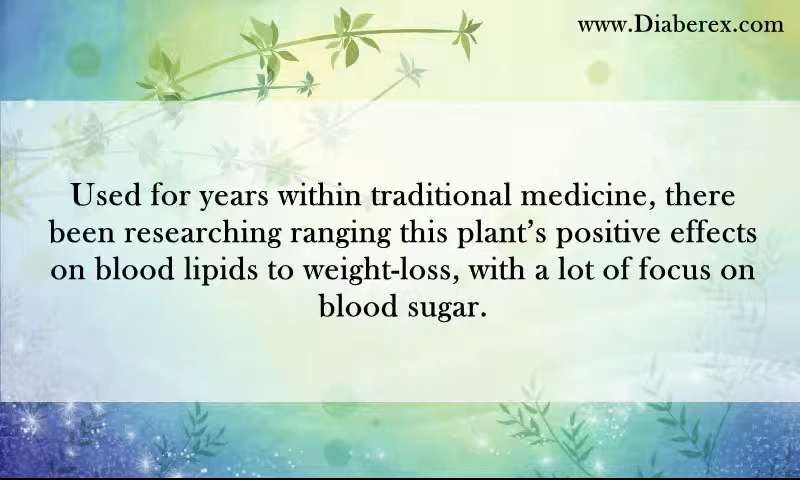 www.Diaberex.com
Used for years within traditional medicine, there
been researching ranging this plant’s positive effects
on blood lipids to weight-loss, with a lot of focus on
blood sugar.